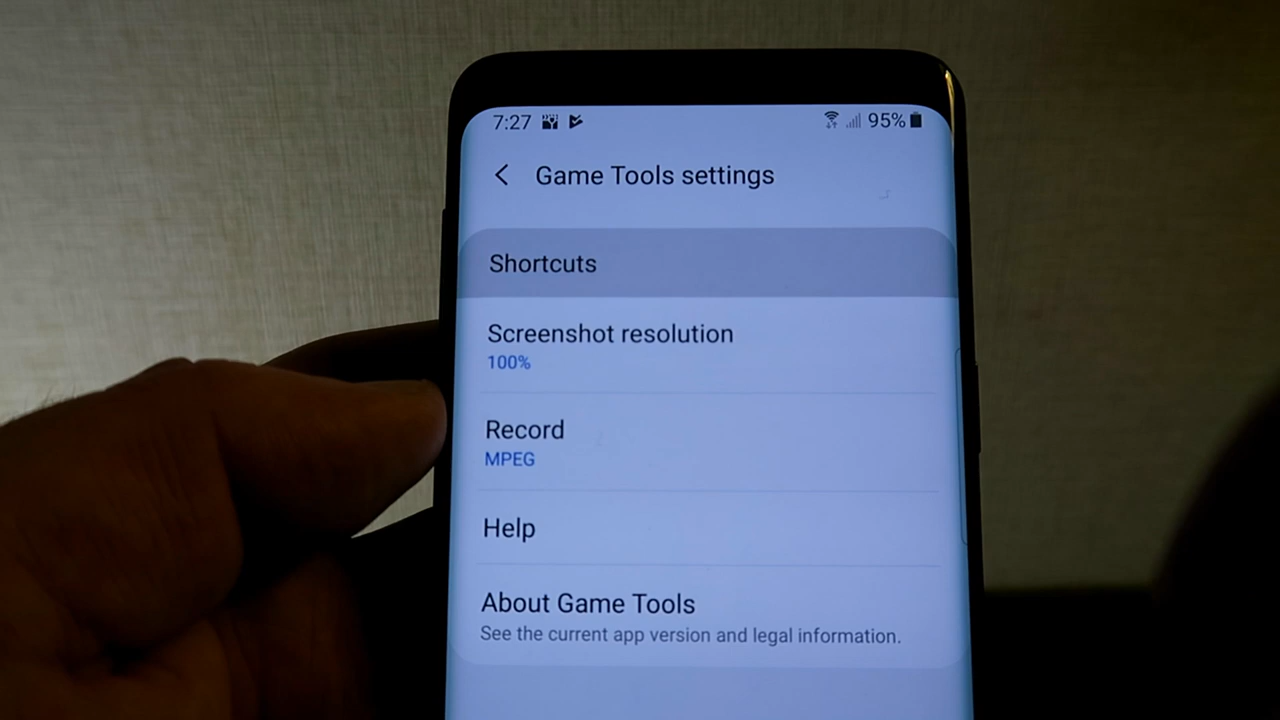 7:27 95%
Game Tools settings
Shortcuts
Screenshot resolution
100%
Record
MPEG
Help
About Game Tools
See the current app version and legal information.